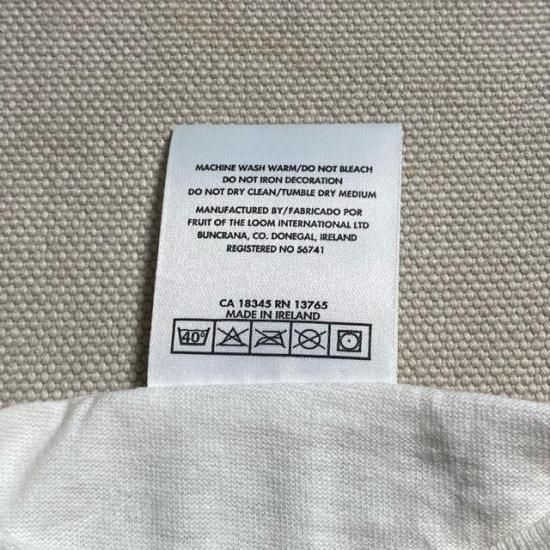 MACHINE WASH WARM/DO NOT BLEACH
DO NOT IRON DECORATION
DO NOT DRY CLEAN/TUMBLE DRY MEDIUM
MANUFACTURED BY/FABRICADO POR
FRUIT OF THE LOOM INTERNATIONAL LTD
BUNCRANA, CO. DONEGAL, IRELAND
REGISTERED NO 56741
CA 18345 RN 13765
MADE IN IRELAND
40°